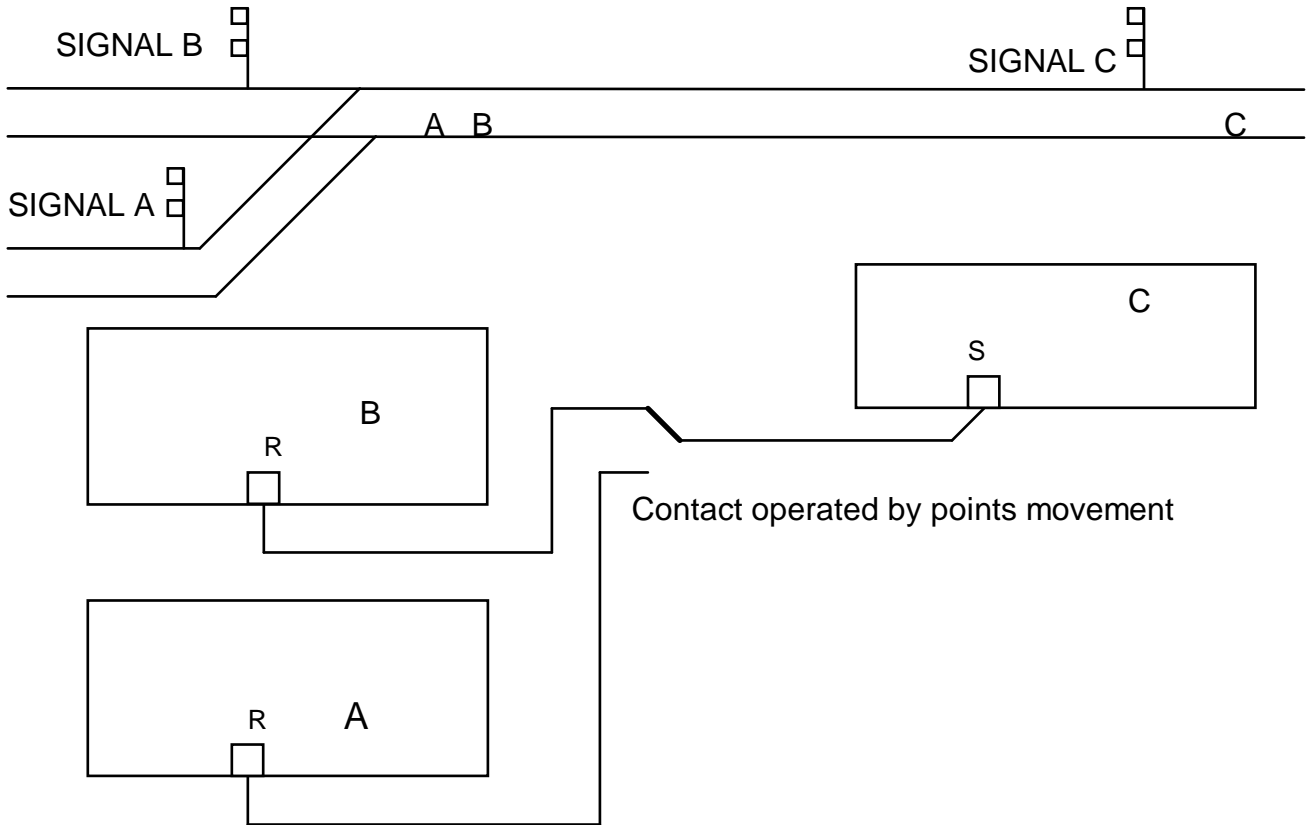 SIGNAL B
SIGNAL C
A B C
SIGNAL A
C
S
B
R
Contact operated by points movement
R A